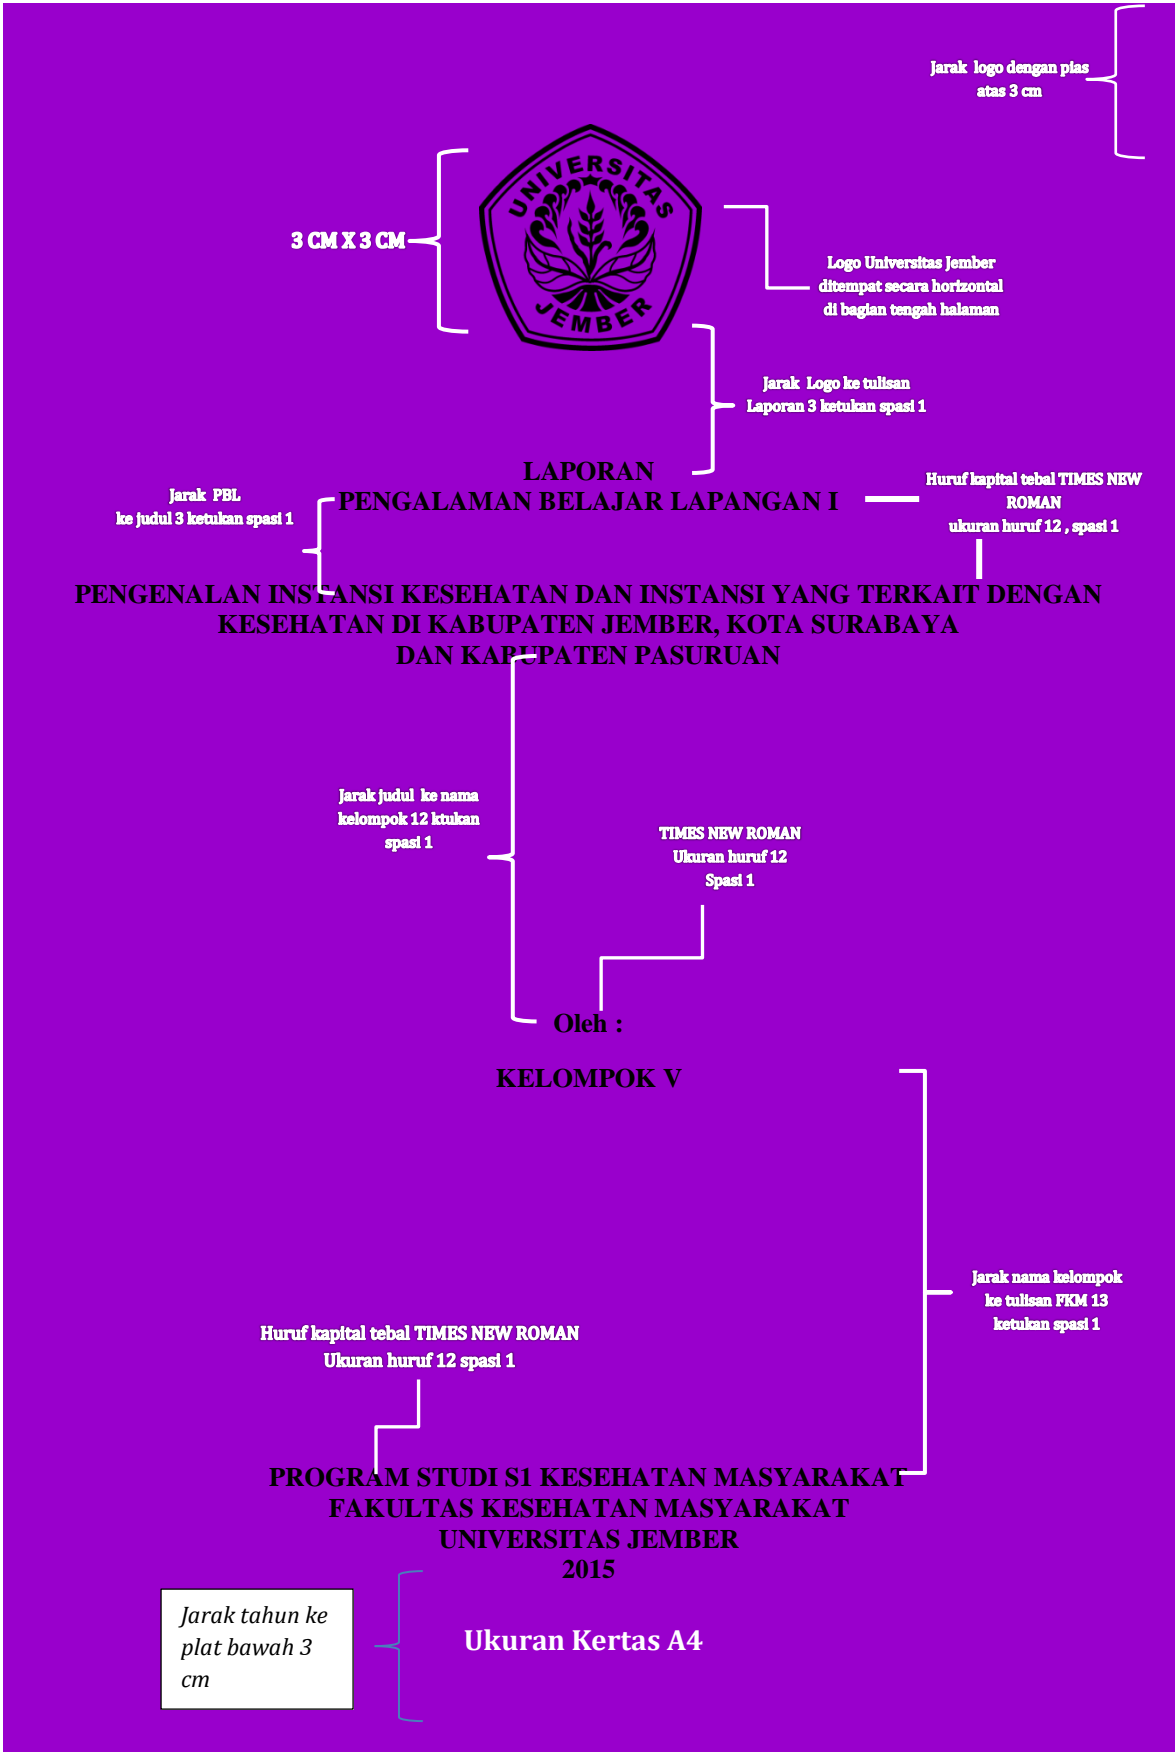 Jarak logo dengan pias
atas 3 cm
UNIVERSITAS
JEMBER
3 CM X 3 CM
Logo Universitas Jember
ditempat secara horizontal
di bagian tengah halaman
Jarak Logo ke tulisan
Laporan 3 ketukan spasi 1
LAPORAN
PENGALAMAN BELAJAR LAPANGAN I
Jarak PBL
ke judul 3 ketukan spasi 1
Huruf kapital tebal TIMES NEW
ROMAN
ukuran huruf 12 , spasi 1
PENGENALAN INSTANSI KESEHATAN DAN INSTANSI YANG TERKAIT DENGAN
KESEHATAN DI KABUPATEN JEMBER, KOTA SURABAYA
DAN KABUPATEN PASURUAN
Jarak judul ke nama
kelompok 12 ktukan
spasi 1
TIMES NEW ROMAN
Ukuran huruf 12
Spasi 1
Oleh :
KELOMPOK V
Jarak nama kelompok
ke tulisan FKM 13
ketukan spasi 1
Huruf kapital tebal TIMES NEW ROMAN
Ukuran huruf 12 spasi 1
PROGRAM STUDI S1 KESEHATAN MASYARAKAT
FAKULTAS KESEHATAN MASYARAKAT
UNIVERSITAS JEMBER
2015
Jarak tahun ke
plat bawah 3
cm
Ukuran Kertas A4